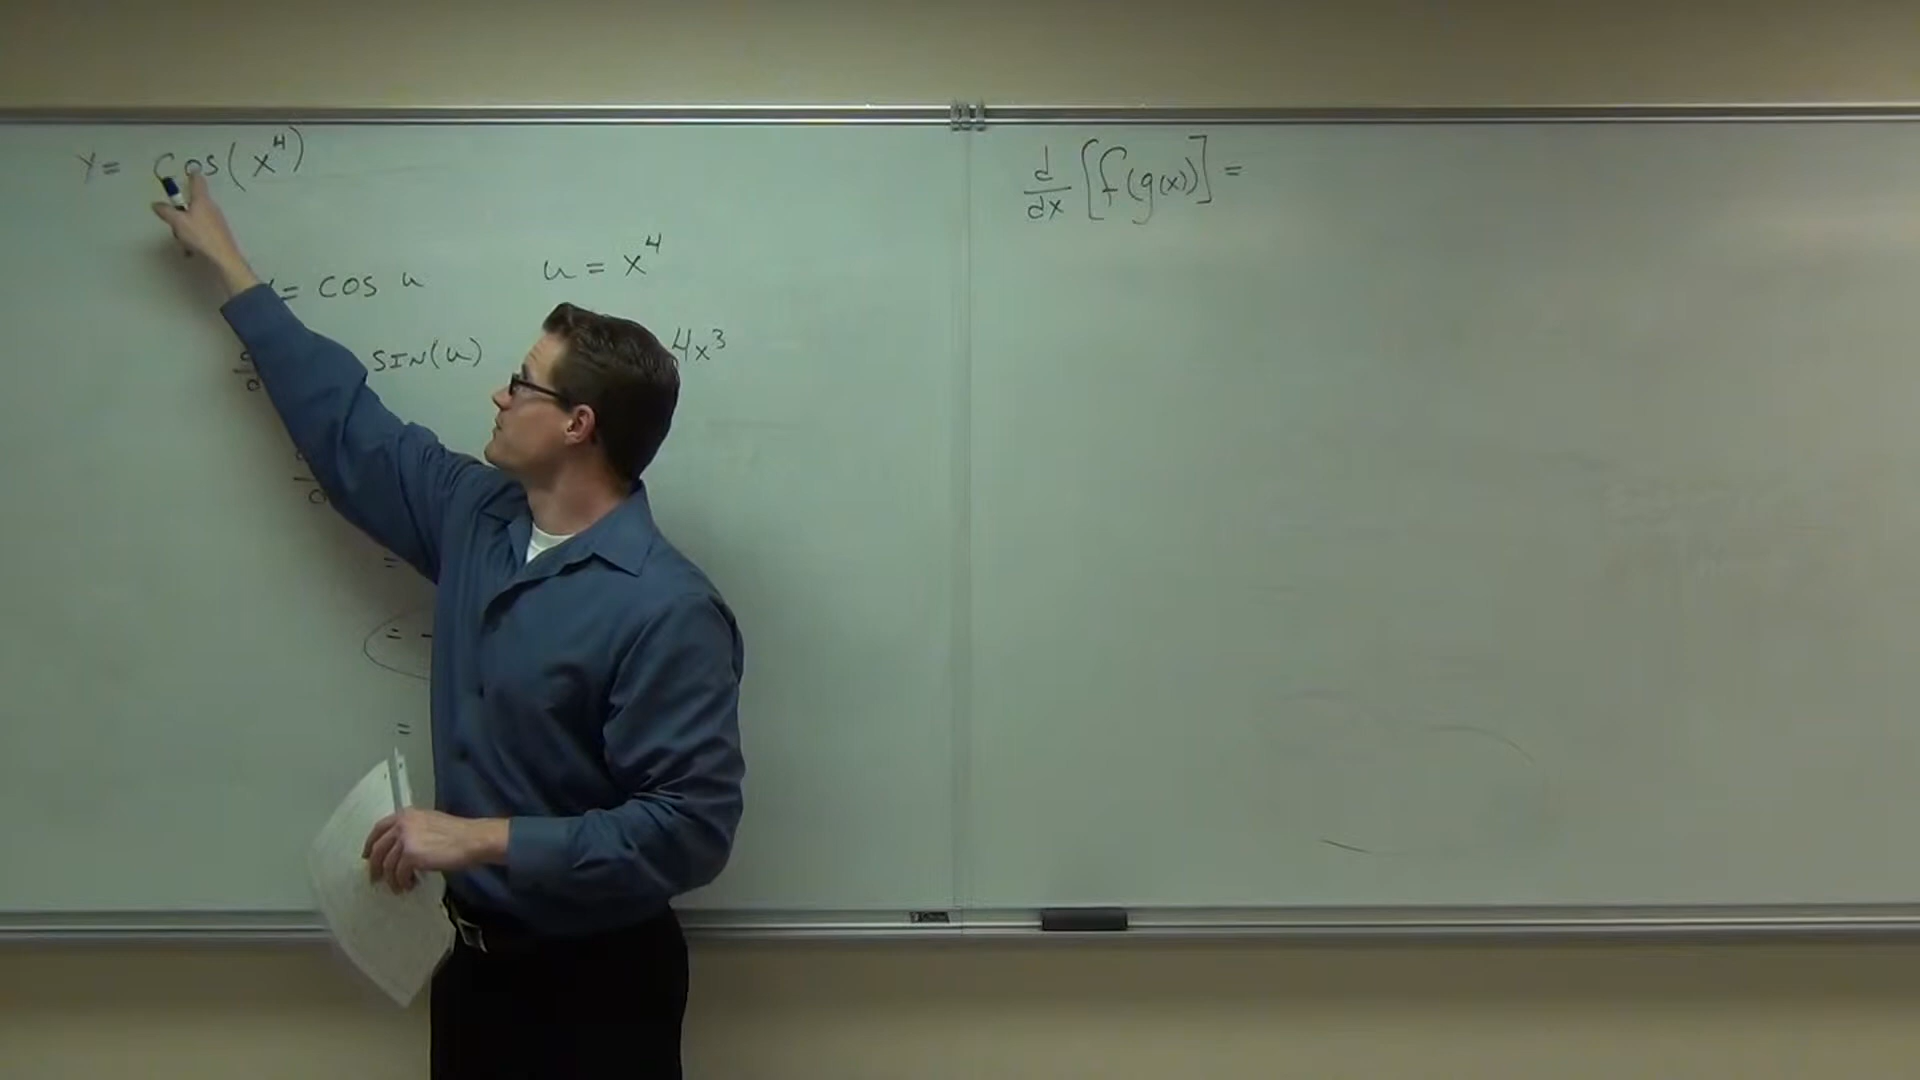 y = cos(x⁴)
= cos u
u = x⁴
sin(u)
4x³
=
= -
=
d/dx [f(g(x))] =